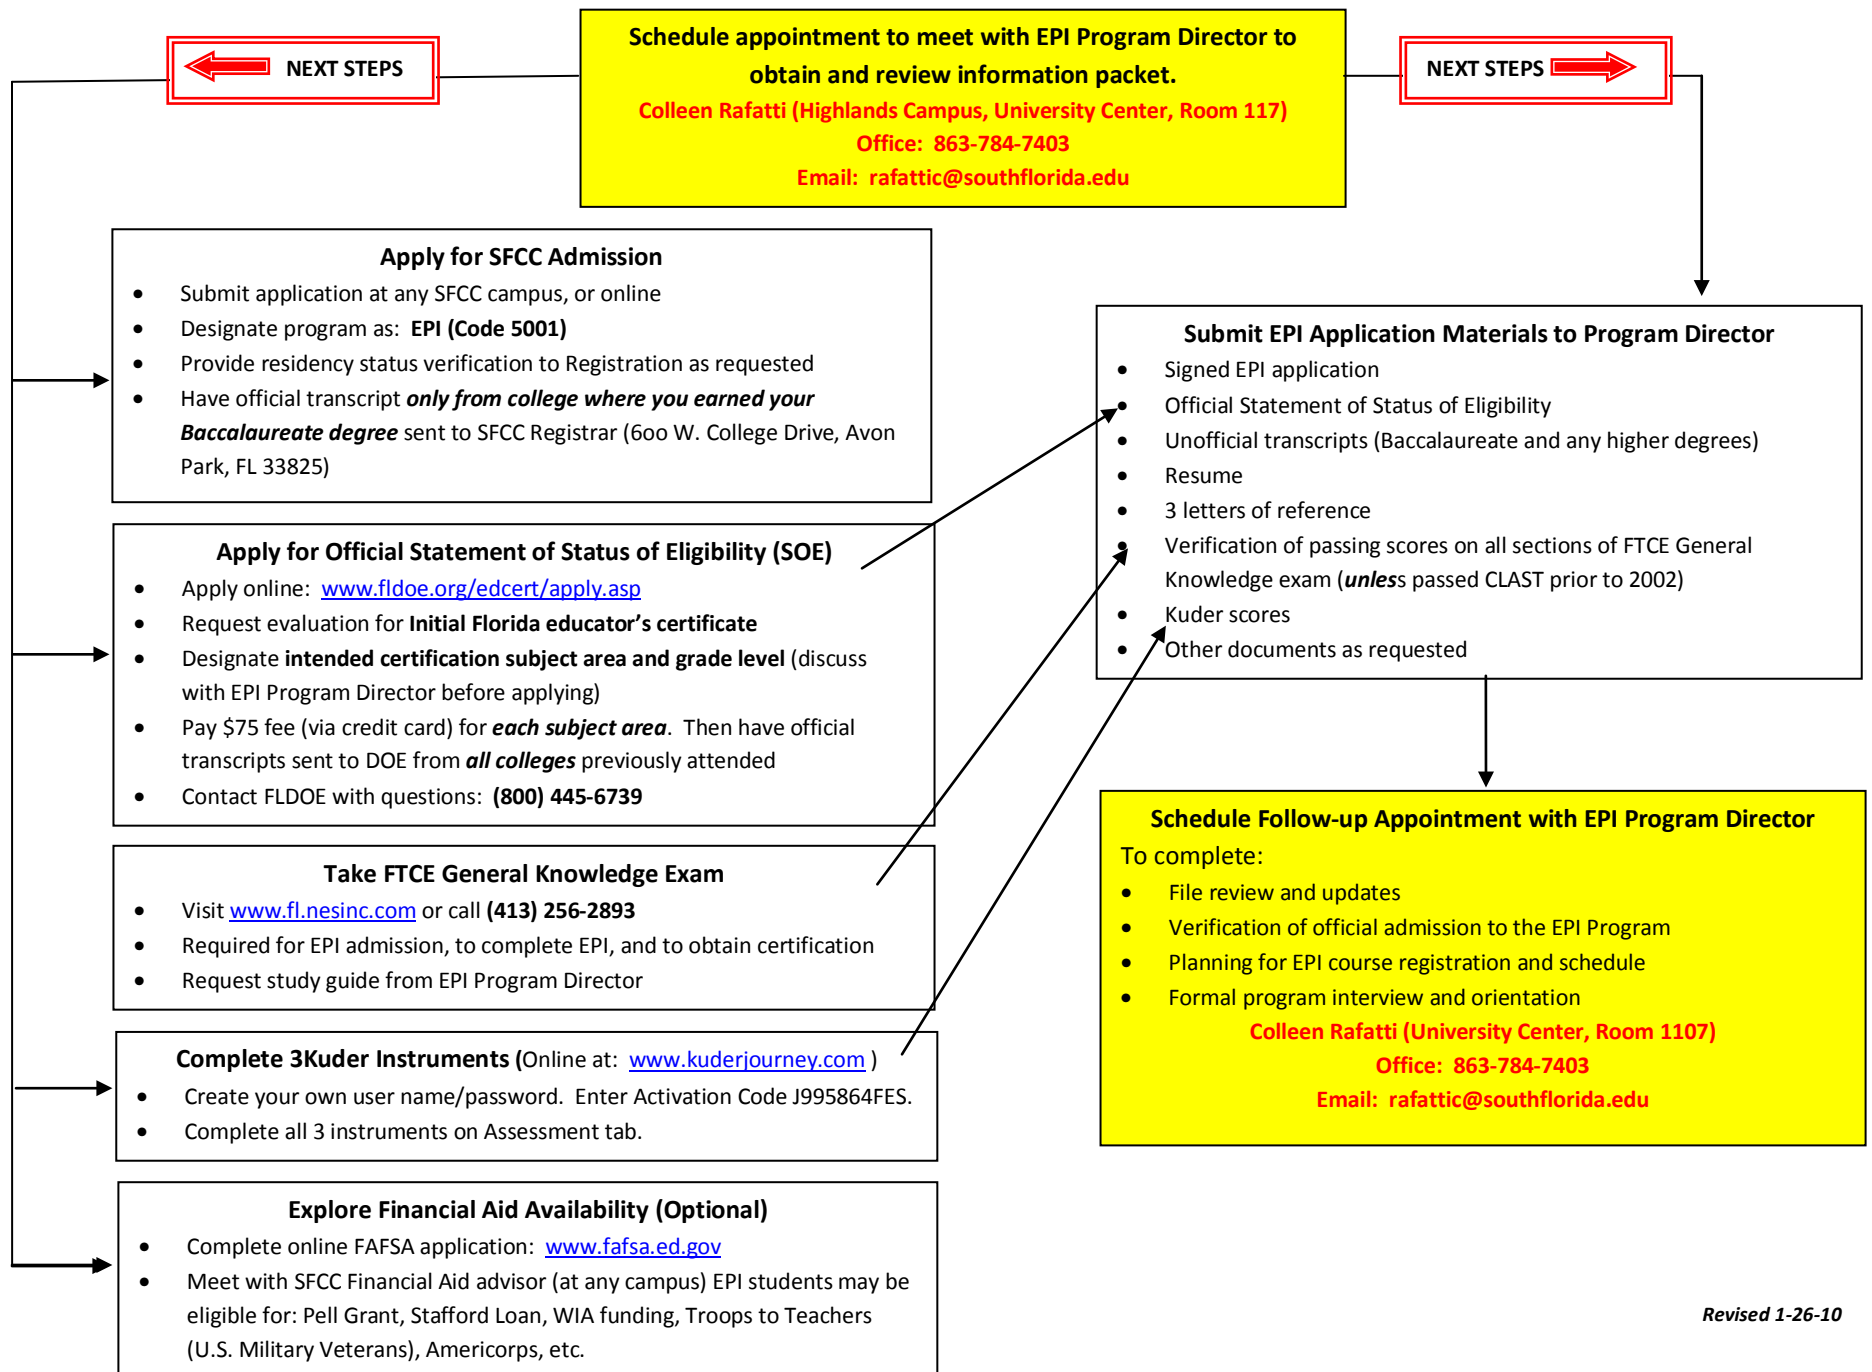 NEXT STEPS
Schedule appointment to meet with EPI Program Director to
obtain and review information packet.
Colleen Rafatti (Highlands Campus, University Center, Room 117)
Office:  863-784-7403
Email:  rafattic@southflorida.edu
NEXT STEPS
Apply for SFCC Admission
• Submit application at any SFCC campus, or online
• Designate program as:  EPI (Code 5001)
• Provide residency status verification to Registration as requested
• Have official transcript only from college where you earned your
Baccalaureate degree sent to SFCC Registrar (6oo W. College Drive, Avon
Park, FL 33825)
Apply for Official Statement of Status of Eligibility (SOE)
• Apply online:  www.fldoe.org/edcert/apply.asp
• Request evaluation for Initial Florida educator’s certificate
• Designate intended certification subject area and grade level (discuss
with EPI Program Director before applying)
• Pay $75 fee (via credit card) for each subject area.  Then have official
transcripts sent to DOE from all colleges previously attended
• Contact FLDOE with questions:  (800) 445-6739
Take FTCE General Knowledge Exam
• Visit www.fl.nesinc.com or call (413) 256-2893
• Required for EPI admission, to complete EPI, and to obtain certification
• Request study guide from EPI Program Director
Complete 3Kuder Instruments (Online at:  www.kuderjourney.com )
• Create your own user name/password.  Enter Activation Code J995864FES.
• Complete all 3 instruments on Assessment tab.
Explore Financial Aid Availability (Optional)
• Complete online FAFSA application:  www.fafsa.ed.gov
• Meet with SFCC Financial Aid advisor (at any campus) EPI students may be
eligible for: Pell Grant, Stafford Loan, WIA funding, Troops to Teachers
(U.S. Military Veterans), Americorps, etc.
Submit EPI Application Materials to Program Director
• Signed EPI application
• Official Statement of Status of Eligibility
• Unofficial transcripts (Baccalaureate and any higher degrees)
• Resume
• 3 letters of reference
• Verification of passing scores on all sections of FTCE General
Knowledge exam (unless passed CLAST prior to 2002)
• Kuder scores
• Other documents as requested
Schedule Follow-up Appointment with EPI Program Director
To complete:
• File review and updates
• Verification of official admission to the EPI Program
• Planning for EPI course registration and schedule
• Formal program interview and orientation
Colleen Rafatti (University Center, Room 1107)
Office:  863-784-7403
Email:  rafattic@southflorida.edu
Revised 1-26-10